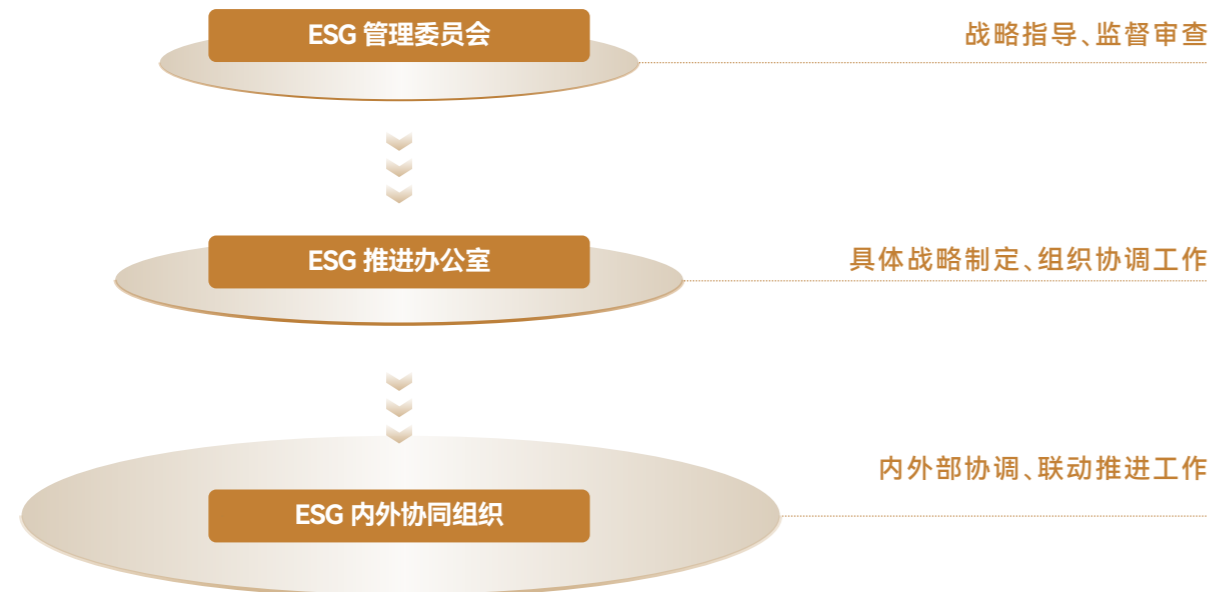 ESG 管理委员会
战略指导、监督审查
ESG 推进办公室
具体战略制定、组织协调工作
内外部协调、联动推进工作
ESG 内外协同组织